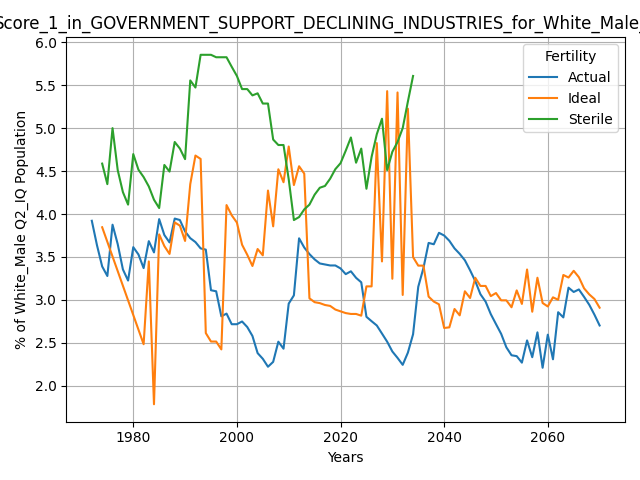 Score_1_in_GOVERNMENT_SUPPORT_DECLINING_INDUSTRIES_for_White_Male_
6.0
5.5
5.0
4.5
4.0
3.5
3.0
2.5
2.0
% of White_Male Q2_IQ Population
Fertility
Actual
Ideal
Sterile
1980 2000 2020 2040 2060
Years